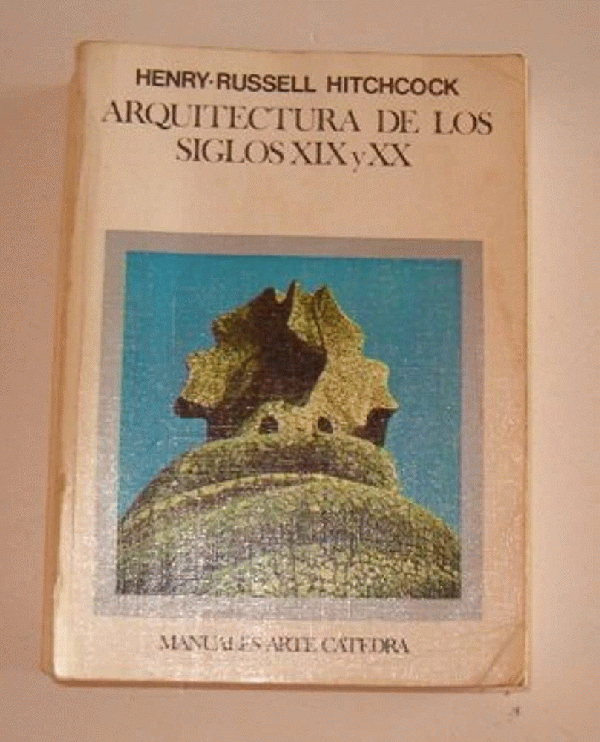 HENRY-RUSSELL HITCHCOCK
ARQUITECTURA DE LOS
SIGLOS XIX y XX
MANUALES ARTE CÁTEDRA